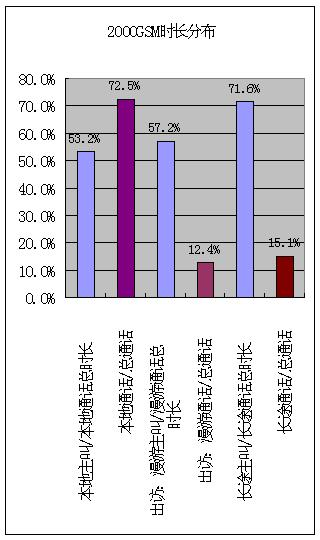 2000GSM时长分布
80.0%
70.0%
60.0%
50.0%
40.0%
30.0%
20.0%
10.0%
0.0%
53.2%
72.5%
57.2%
12.4%
71.6%
15.1%
本地主叫/本地通话总时长
本地通话/总通话
出访：漫游主叫/漫游通话总
时长
出访：漫游通话/总通话
长途主叫/长途通话总时长
长途通话/总通话